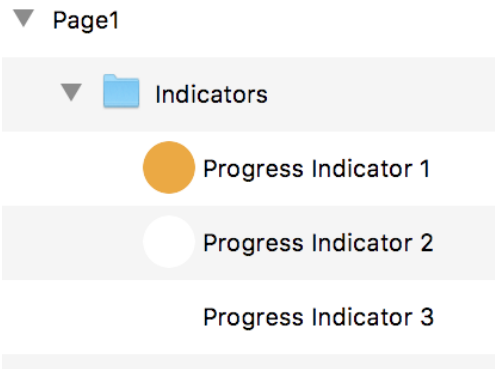 Page1
Indicators
Progress Indicator 1
Progress Indicator 2
Progress Indicator 3